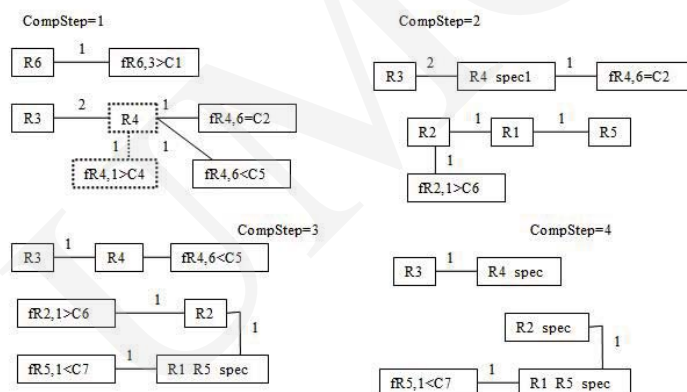 CompStep=1
1
R6 fR6,3>C1
2 1
R3 R4 fR4,6=C2
1 1
fR4,1>C4 fR4,6<C5
CompStep=2
2 1
R3 R4 spec1 fR4,6=C2
1 1
R2 R1 R5
1
fR2,1>C6
CompStep=3
1
R3 R4 fR4,6<C5
1
fR2,1>C6 R2
1
1
fR5,1<C7 R1 R5 spec
CompStep=4
1
R3 R4 spec
R2 spec
1
1
fR5,1<C7 R1 R5 spec